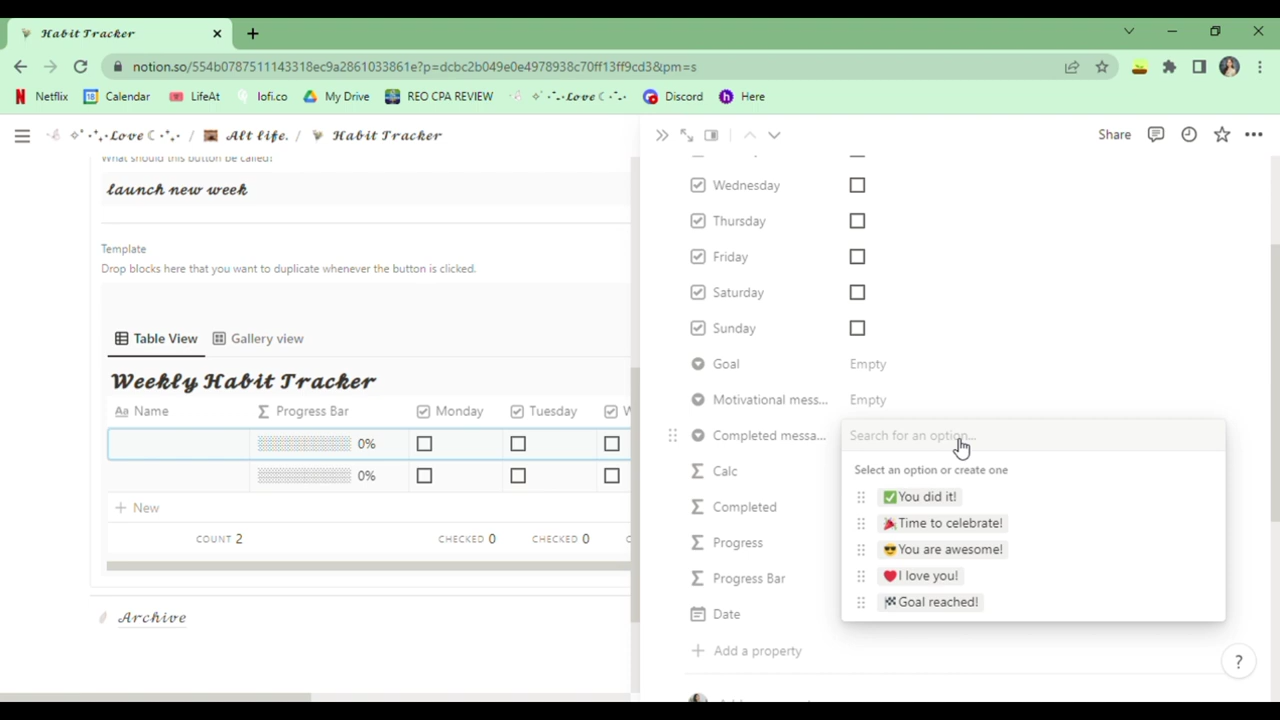 Habit Tracker
notion.so/554b0787511143318ec9a2861033861e?p=dcbc2b049e0e4978938c70ff13ff9cd3&pm=s
Netflix
Calendar
LifeAt
lofi.co
My Drive
REO CPA REVIEW
Love
Discord
Here
Love / Alt life. / Habit Tracker
Share
What should this button be called?
launch new week
Template
Drop blocks here that you want to duplicate whenever the button is clicked.
Table View
Gallery view
Weekly Habit Tracker
Aa Name
Σ Progress Bar
Monday
Tuesday
W
0%
0%
+ New
COUNT 2
CHECKED 0
CHECKED 0
C
Archive
Wednesday
Thursday
Friday
Saturday
Sunday
Goal Empty
Motivational mess... Empty
Completed messa... Search for an option...
Select an option or create one
✅You did it!
🎉Time to celebrate!
😎You are awesome!
❤️I love you!
🏁Goal reached!
Σ Calc
Σ Completed
Σ Progress
Σ Progress Bar
Date
+ Add a property
?